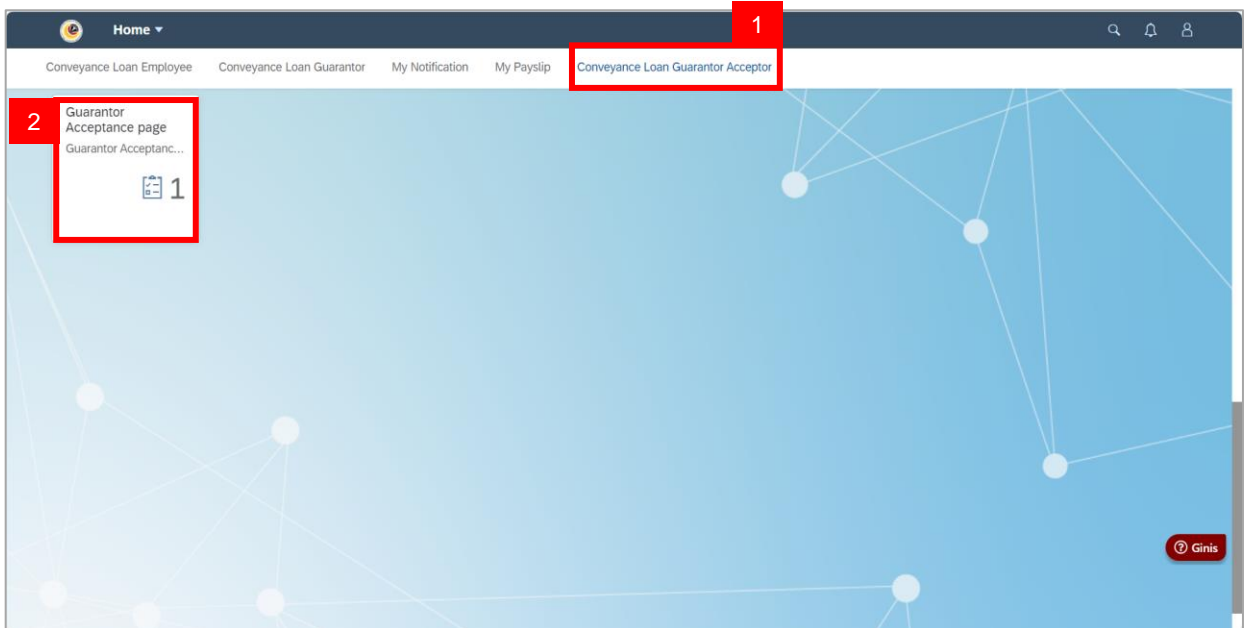 1
Home
Conveyance Loan Employee Conveyance Loan Guarantor My Notification My Payslip Conveyance Loan Guarantor Acceptor
2
Guarantor
Acceptance page
Guarantor Acceptanc...
1
? Ginis